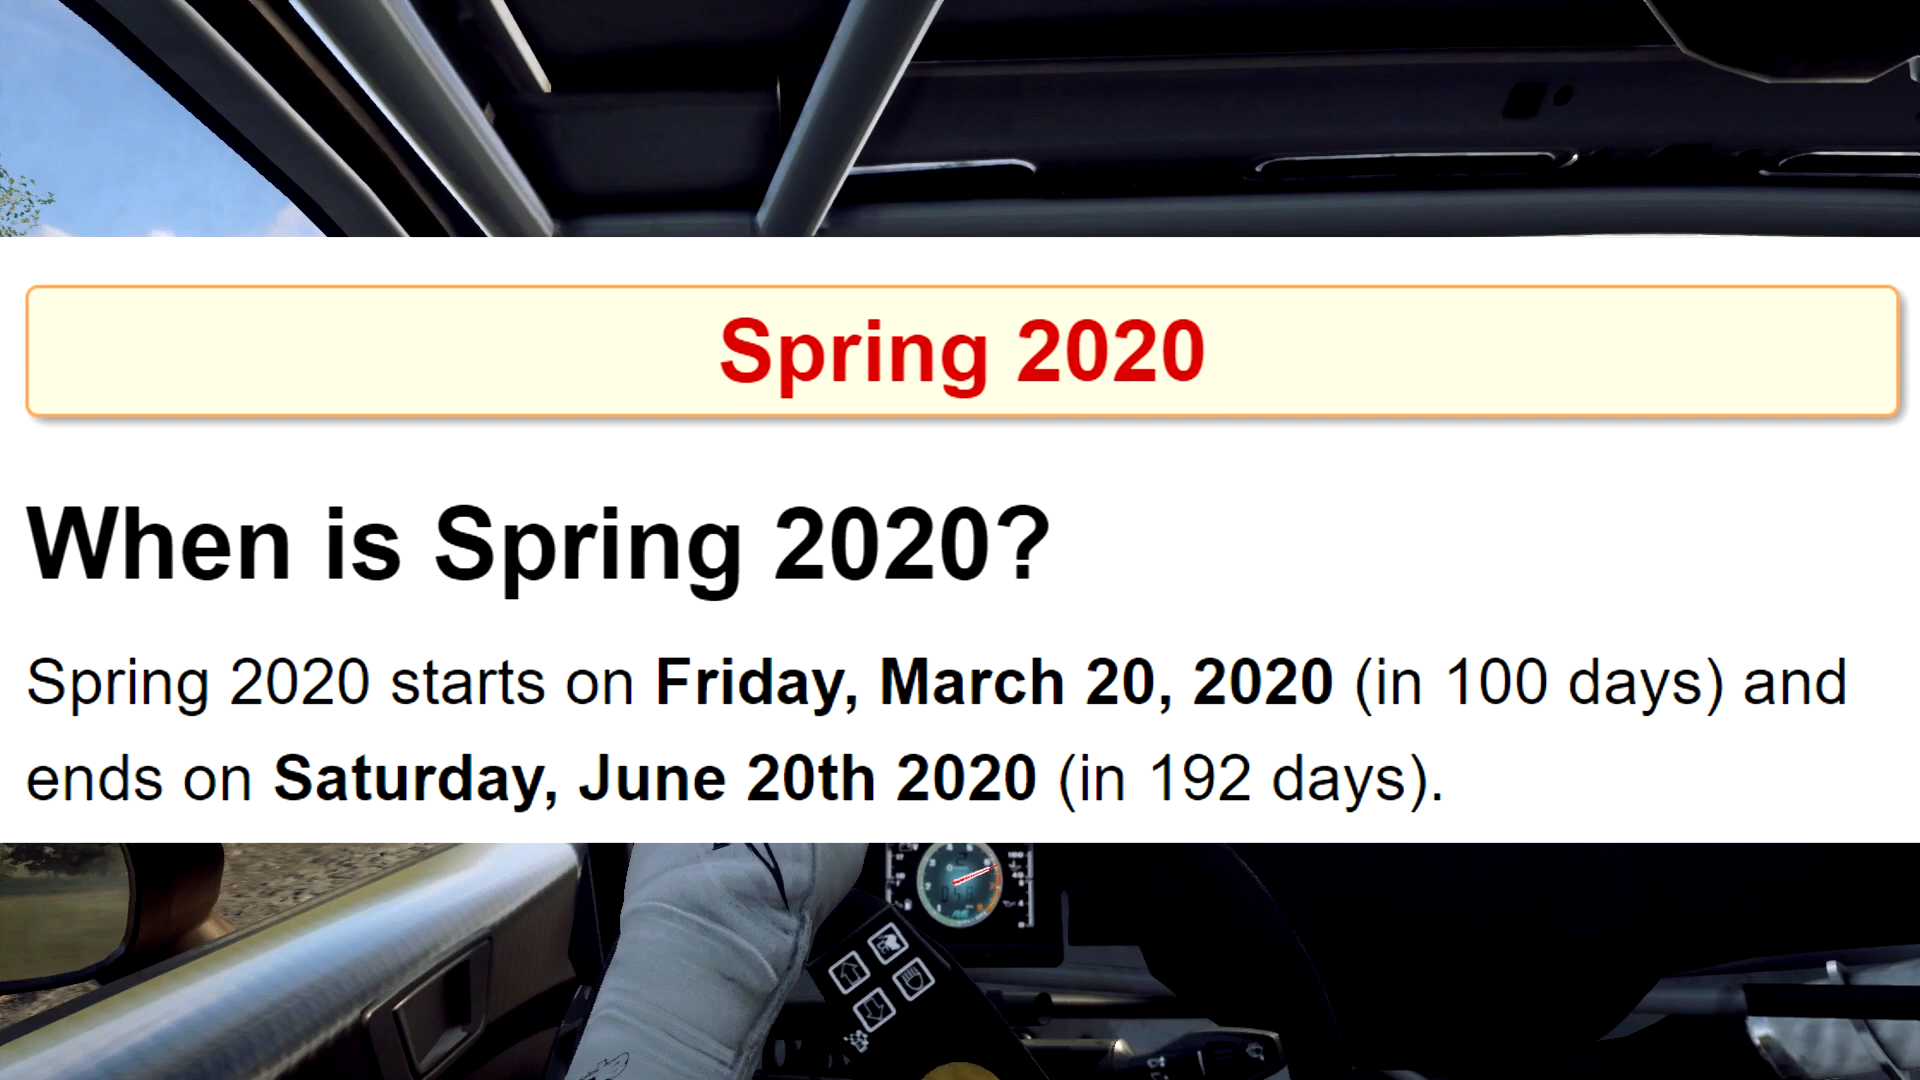 Spring 2020
When is Spring 2020?
Spring 2020 starts on Friday, March 20, 2020 (in 100 days) and
ends on Saturday, June 20th 2020 (in 192 days).